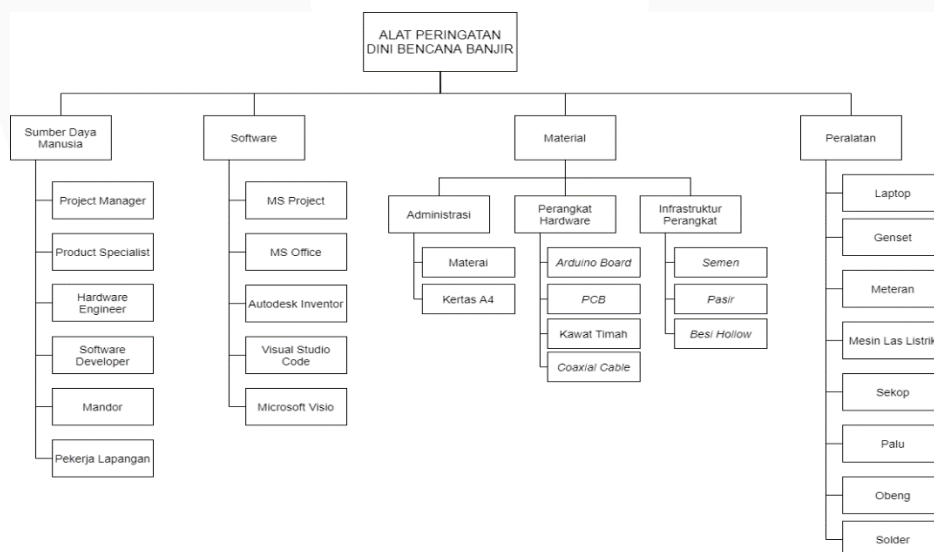 ALAT PERINGATAN
DINI BENCANA BANJIR
Sumber Daya
Manusia
Project Manager
Product Specialist
Hardware
Engineer
Software
Developer
Mandor
Pekerja Lapangan
Software
MS Project
MS Office
Autodesk Inventor
Visual Studio
Code
Microsoft Visio
Material
Administrasi
Materai
Kertas A4
Perangkat
Hardware
Arduino Board
PCB
Kawat Timah
Coaxial Cable
Infrastruktur
Perangkat
Semen
Pasir
Besi Hollow
Peralatan
Laptop
Genset
Meteran
Mesin Las Listrik
Sekop
Palu
Obeng
Solder